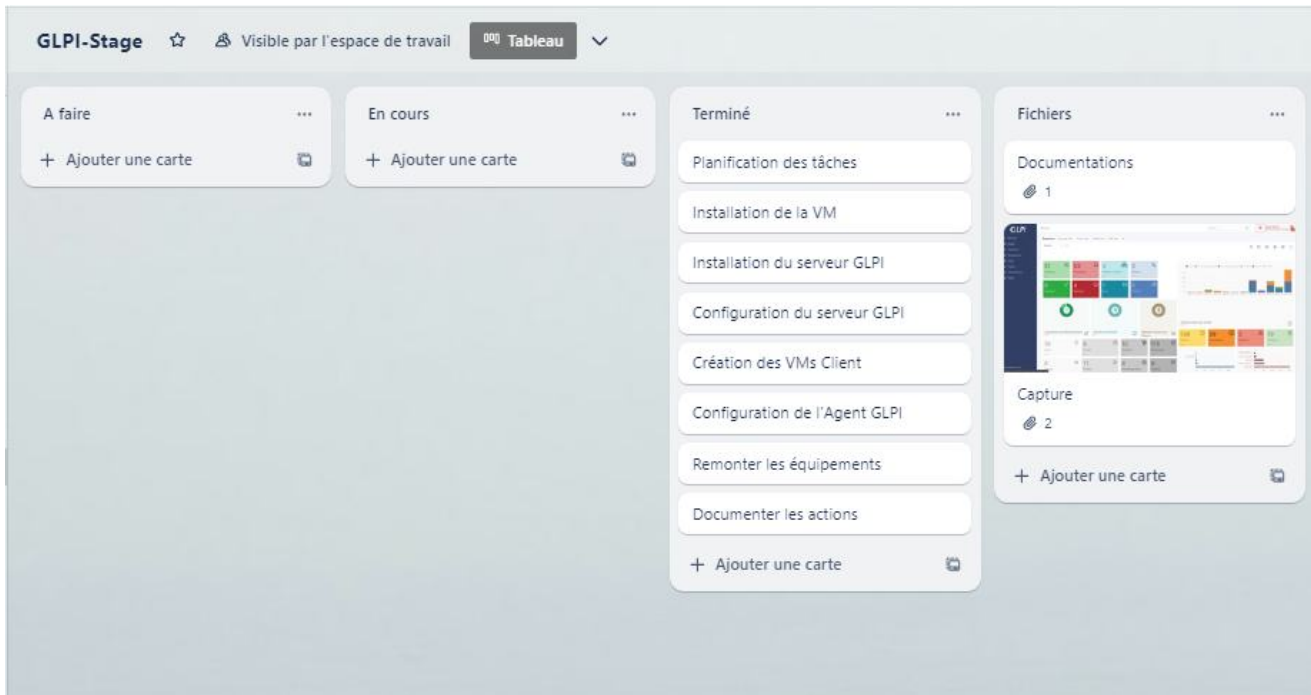 GLPI-Stage Visible par l'espace de travail Tableau
A faire
Ajouter une carte
En cours
Ajouter une carte
Terminé
Planification des tâches
Installation de la VM
Installation du serveur GLPI
Configuration du serveur GLPI
Création des VMs Client
Configuration de l'Agent GLPI
Remonter les équipements
Documenter les actions
Ajouter une carte
Fichiers
Documentations
1
GLPI
Capture
2
Ajouter une carte